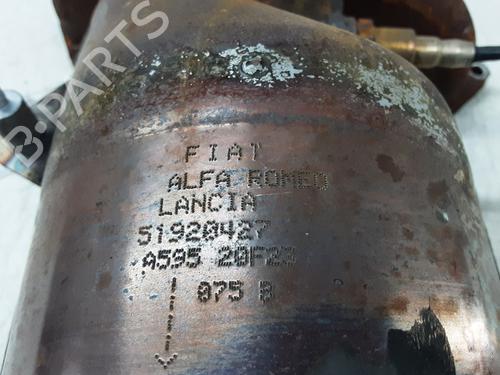 B-PARTS
FIAT
ALFA ROMEO
LANCIA
51920427
A595 20F23
075 B